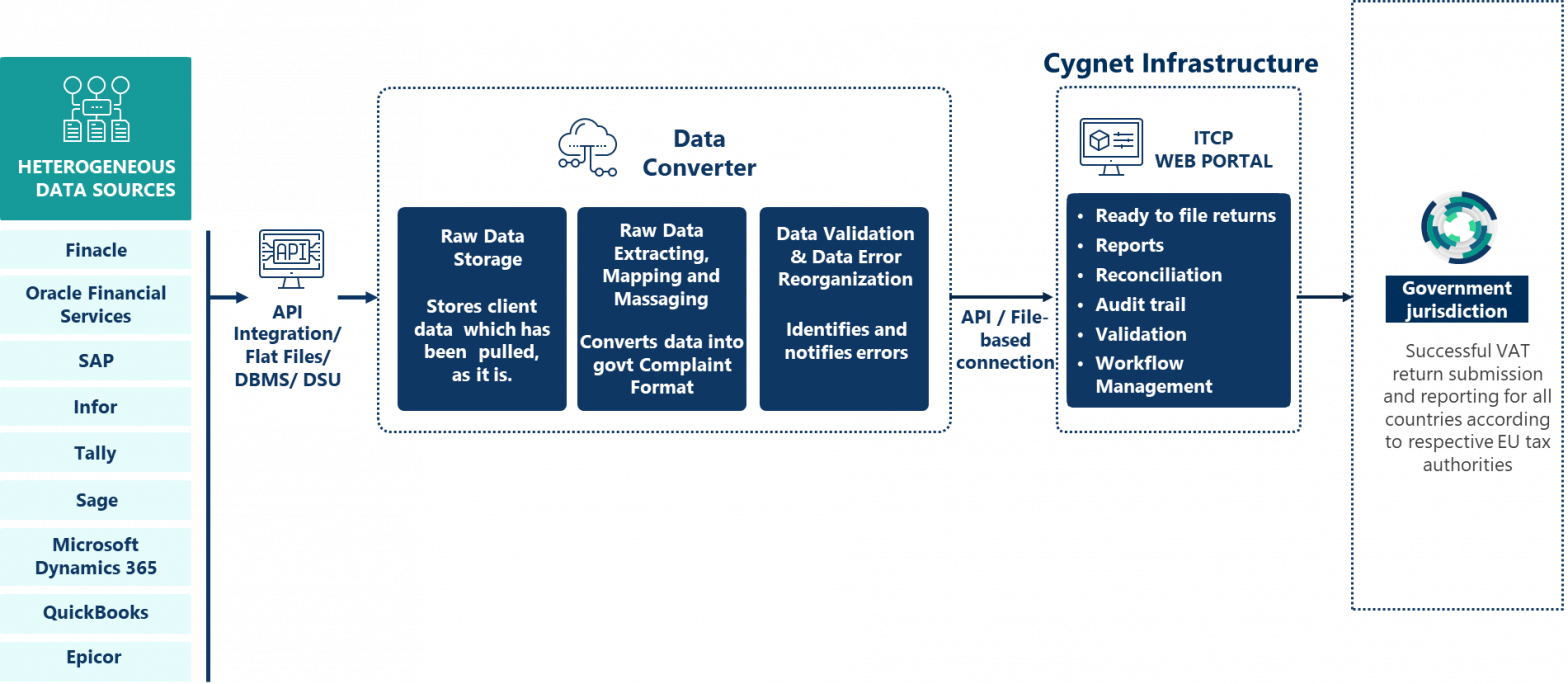 HETEROGENEOUS
DATA SOURCES
Finacle
Oracle Financial
Services
SAP
Infor
Tally
Sage
Microsoft
Dynamics 365
QuickBooks
Epicor
API
API
Integration/
Flat Files/
DBMS/ DSU
Data
Converter
Raw Data
Storage
Stores client
data which has
been pulled,
as it is.
Raw Data
Extracting,
Mapping and
Massaging
Converts data into
govt Complaint
Format
Data Validation
& Data Error
Reorganization
Identifies and
notifies errors
API / File-
based
connection
Cygnet Infrastructure
ITCP
WEB PORTAL
• Ready to file returns
• Reports
• Reconciliation
• Audit trail
• Validation
• Workflow
Management
Government
jurisdiction
Successful VAT
return submission
and reporting for all
countries according
to respective EU tax
authorities